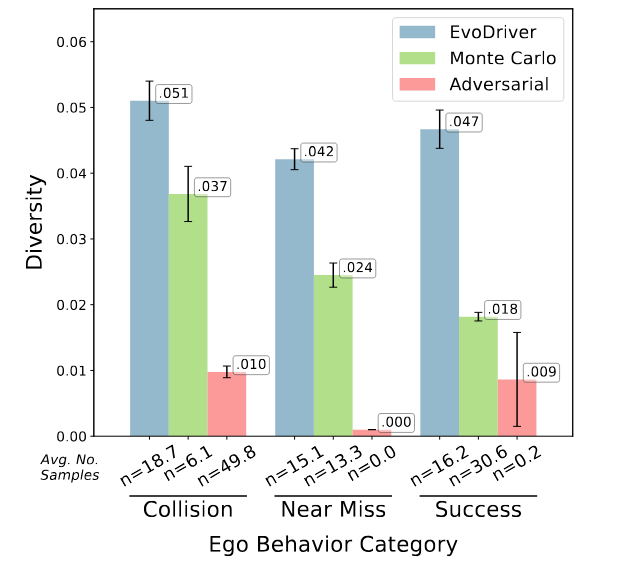 EvoDriver
Monte Carlo
Adversarial
Diversity
0.06
0.05
0.04
0.03
0.02
0.01
0.00
.051
.037
.010
.042
.024
.000
.047
.018
.009
Avg. No.
Samples
n=18.7
n=6.1
n=49.8
n=15.1
n=13.3
n=0.0
n=16.2
n=30.6
n=0.2
Collision
Near Miss
Success
Ego Behavior Category